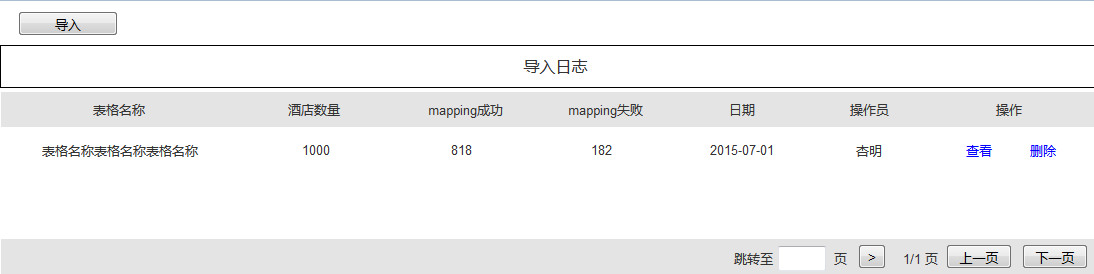 导入
导入日志
表格名称 酒店数量 mapping成功 mapping失败 日期 操作员 操作
表格名称表格名称表格名称 1000 818 182 2015-07-01 杏明 查看 删除
跳转至 页 > 1/1 页 上一页 下一页